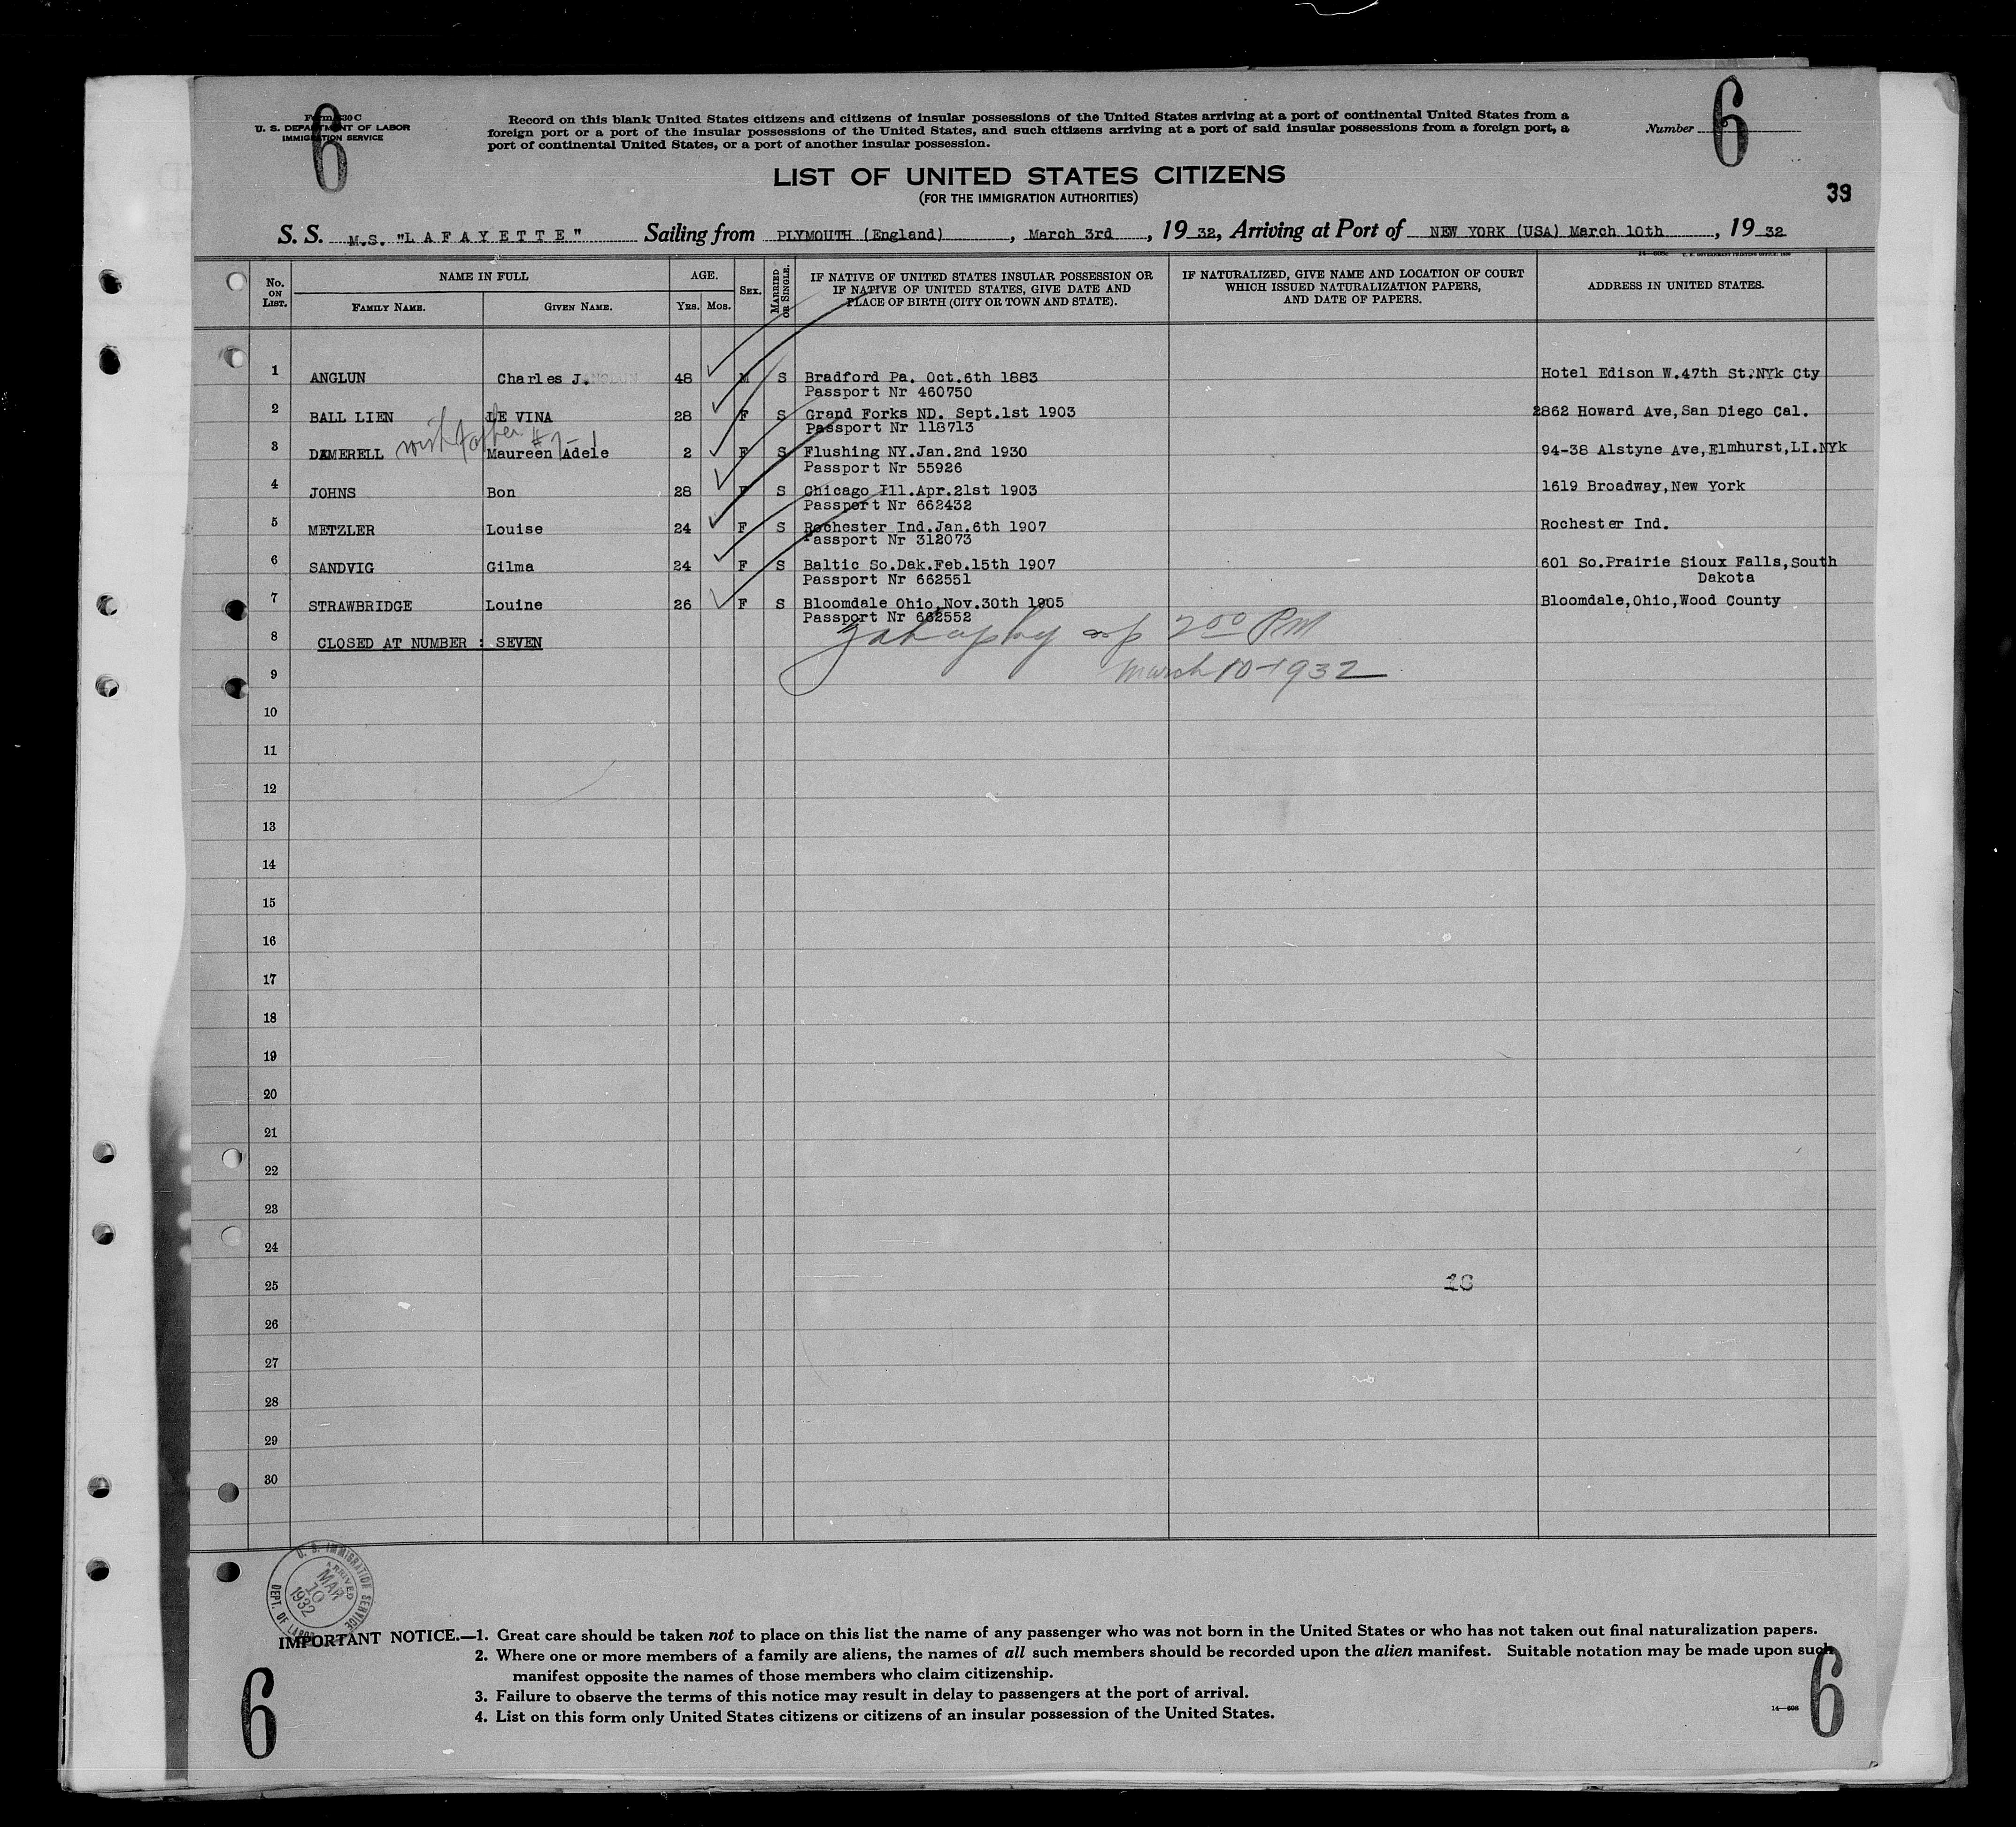 6
6
Form 630 C
U. S. DEPARTMENT OF LABOR
IMMIGRATION SERVICE
Record on this blank United States citizens and citizens of insular possessions of the United States arriving at a port of continental United States from a
foreign port or a port of the insular possessions of the United States, and such citizens arriving at a port of said insular possessions from a foreign port, a
port of continental United States, or a port of another insular possession.
Number
LIST OF UNITED STATES CITIZENS
(FOR THE IMMIGRATION AUTHORITIES)
39
S. S. M.S. "LAFAYETTE" Sailing from PLYMOUTH (England), March 3rd, 19 32, Arriving at Port of NEW YORK (USA) March 10th, 19 32
No. ON LIST. NAME IN FULL AGE. SEX. MARRIED OR SINGLE. IF NATIVE OF UNITED STATES INSULAR POSSESSION OR IF NATIVE OF UNITED STATES, GIVE DATE AND PLACE OF BIRTH (CITY OR TOWN AND STATE). IF NATURALIZED, GIVE NAME AND LOCATION OF COURT WHICH ISSUED NATURALIZATION PAPERS, AND DATE OF PAPERS. ADDRESS IN UNITED STATES.
FAMILY NAME. GIVEN NAME. YRS. MOS.
1 ANGLUN Charles J. 48 M S Bradford Pa. Oct.6th 1883 Hotel Edison W.47th St.NYk Cty
Passport Nr 460750
2 BALL LIEN LE VINA 28 F S Grand Forks ND. Sept.1st 1903 2862 Howard Ave,San Diego Cal.
Passport Nr 118713
with father
3 DAMERELL Maureen Adele 2 F S Flushing NY.Jan.2nd 1930 94-38 Alstyne Ave,Elmhurst,LI.NYk
Passport Nr 55926
4 JOHNS Bon 28 F S Chicago Ill.Apr.21st 1903 1619 Broadway,New York
Passport Nr 662432
5 METZLER Louise 24 F S Rochester Ind.Jan.6th 1907 Rochester Ind.
Passport Nr 312073
6 SANDVIG Gilma 24 F S Baltic So.Dak.Feb.15th 1907 601 So.Prairie Sioux Falls,South
Passport Nr 662551 Dakota
7 STRAWBRIDGE Louine 26 F S Bloomdale Ohio,Nov.30th 1905 Bloomdale,Ohio,Wood County
Passport Nr 662552
8 CLOSED AT NUMBER : SEVEN
2 00 PM
9 March 10-1932
10
11
12
13
14
15
16
17
18
19
20
21
22
23
24
25
26
27
28
29
30
U. S. IMMIGRATION SERVICE
ARRIVED
MAR
10
1932
DEPT. OF LABOR
IMPORTANT NOTICE.—1. Great care should be taken not to place on this list the name of any passenger who was not born in the United States or who has not taken out final naturalization papers.
2. Where one or more members of a family are aliens, the names of all such members should be recorded upon the alien manifest. Suitable notation may be made upon such
manifest opposite the names of those members who claim citizenship.
3. Failure to observe the terms of this notice may result in delay to passengers at the port of arrival.
4. List on this form only United States citizens or citizens of an insular possession of the United States.
14—608
6
6